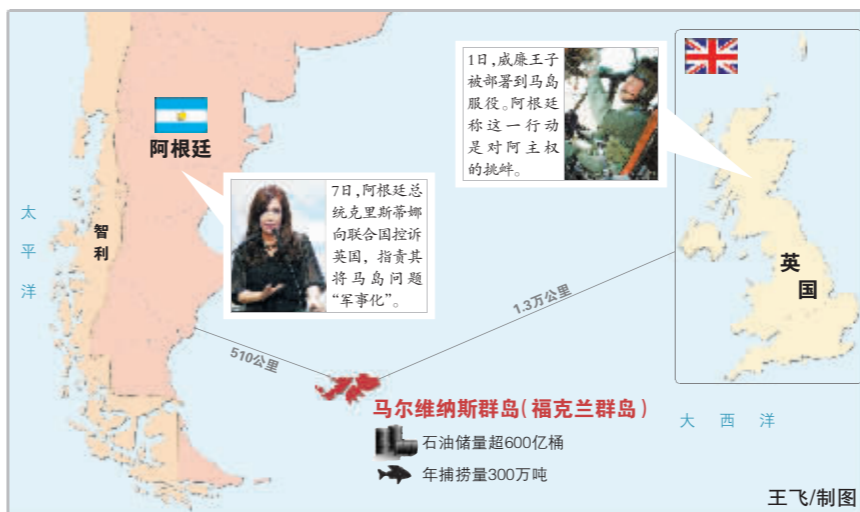 阿根廷
1日，威廉王子
被部署到马岛
服役。阿根廷
称这一行动
是对阿主权
的挑衅。
7日，阿根廷总
统克里斯蒂娜
向联合国控诉
英国，指责其
将马岛问题
“军事化”。
太平洋
智利
英国
1.3万公里
510公里
马尔维纳斯群岛（福克兰群岛）
大西洋
石油储量超600亿桶
年捕捞量300万吨
王飞/制图